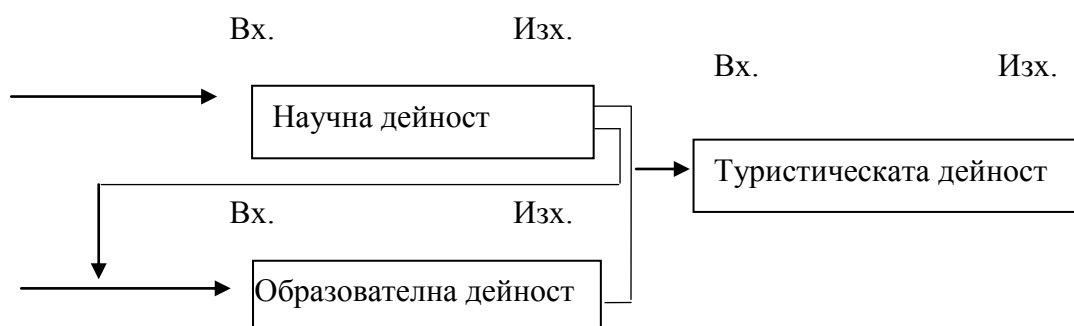 Вх. Изх.
Вх. Изх.
Научна дейност
Туристическата дейност
Вх. Изх.
Образователна дейност